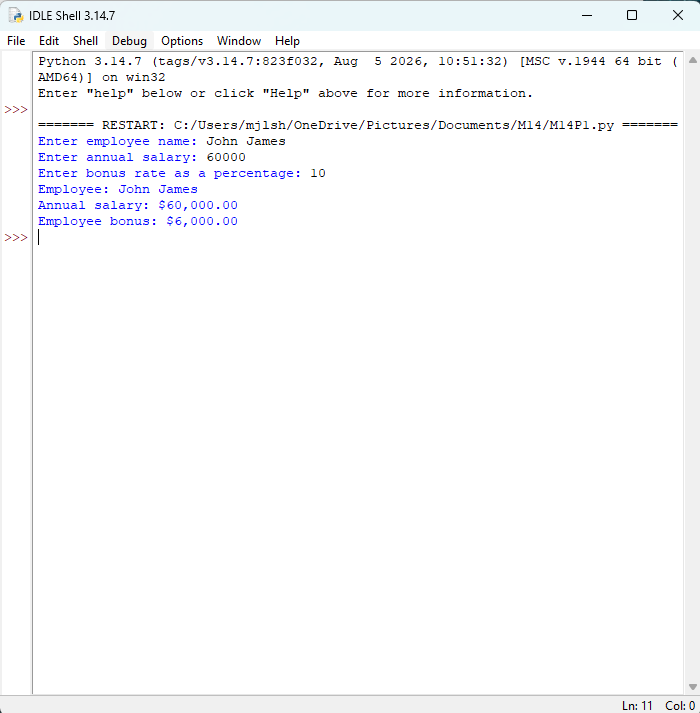 IDLE Shell 3.14.7
File Edit Shell Debug Options Window Help
Python 3.14.7 (tags/v3.14.7:823f032, Aug  5 2026, 10:51:32) [MSC v.1944 64 bit (
AMD64)] on win32
Enter "help" below or click "Help" above for more information.
>>>
======= RESTART: C:/Users/mjlsh/OneDrive/Pictures/Documents/M14/M14P1.py =======
Enter employee name: John James
Enter annual salary: 60000
Enter bonus rate as a percentage: 10
Employee: John James
Annual salary: $60,000.00
Employee bonus: $6,000.00
>>>
Ln: 11 Col: 0